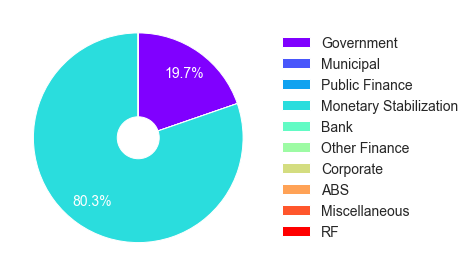 19.7%
80.3%
Government
Municipal
Public Finance
Monetary Stabilization
Bank
Other Finance
Corporate
ABS
Miscellaneous
RF